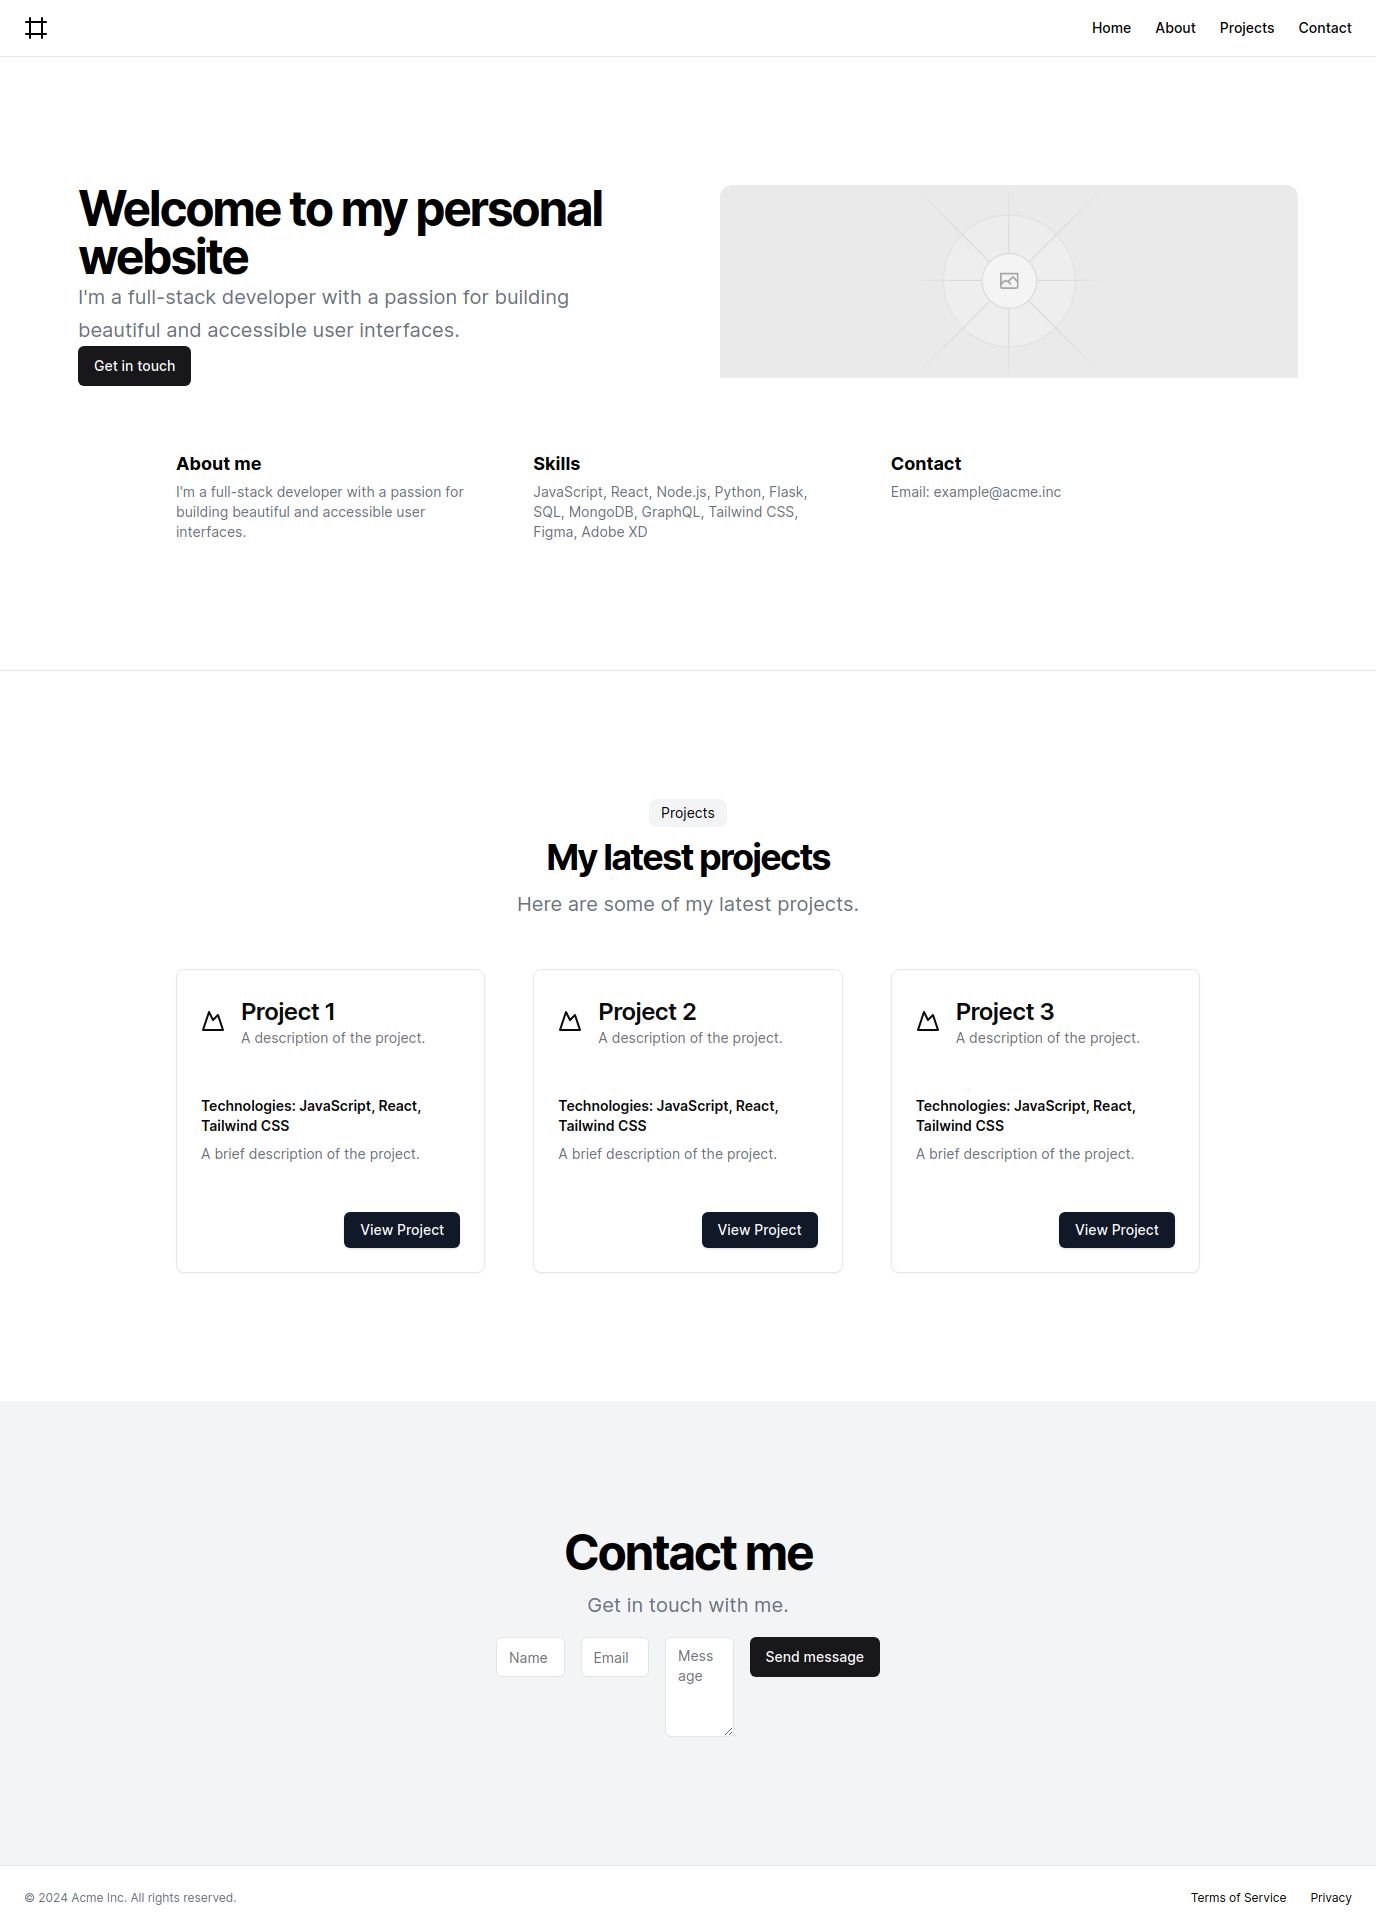 Home About Projects Contact
Welcome to my personal
website
I'm a full-stack developer with a passion for building
beautiful and accessible user interfaces.
Get in touch
About me
I'm a full-stack developer with a passion for
building beautiful and accessible user
interfaces.
Skills
JavaScript, React, Node.js, Python, Flask,
SQL, MongoDB, GraphQL, Tailwind CSS,
Figma, Adobe XD
Contact
Email: example@acme.inc
Projects
My latest projects
Here are some of my latest projects.
Project 1
A description of the project.
Technologies: JavaScript, React,
Tailwind CSS
A brief description of the project.
View Project
Project 2
A description of the project.
Technologies: JavaScript, React,
Tailwind CSS
A brief description of the project.
View Project
Project 3
A description of the project.
Technologies: JavaScript, React,
Tailwind CSS
A brief description of the project.
View Project
Contact me
Get in touch with me.
Name
Email
Mess
age
Send message
© 2024 Acme Inc. All rights reserved.
Terms of Service Privacy